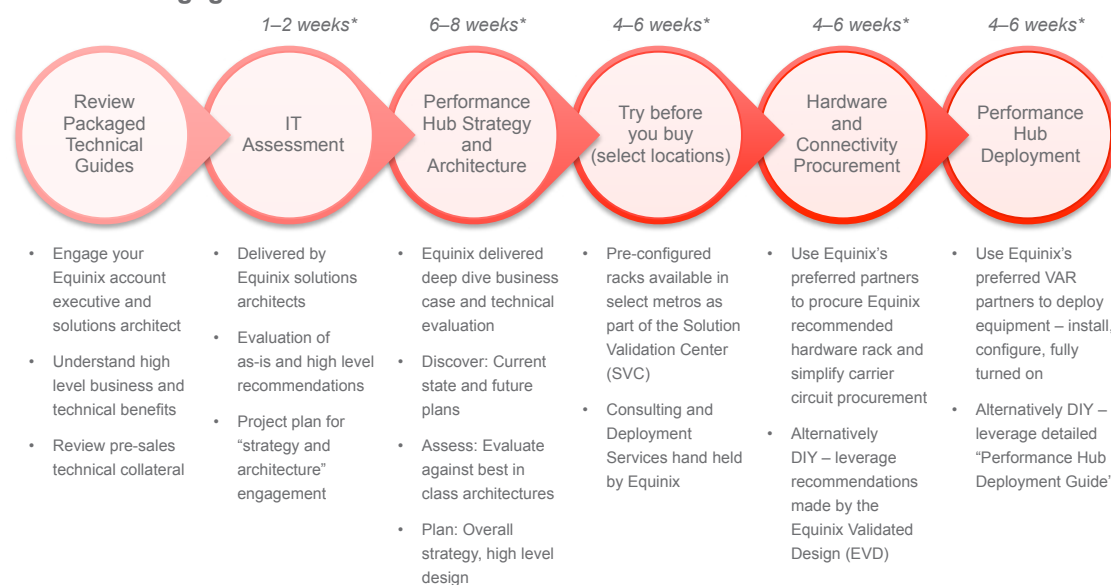 1–2 weeks*
6–8 weeks*
4–6 weeks*
4–6 weeks*
4–6 weeks*
Review
Packaged
Technical
Guides
IT
Assessment
Performance
Hub Strategy
and
Architecture
Try before
you buy
(select locations)
Hardware
and
Connectivity
Procurement
Performance
Hub
Deployment
• Engage your
Equinix account
executive and
solutions architect
• Understand high
level business and
technical benefits
• Review pre-sales
technical collateral
• Delivered by
Equinix solutions
architects
• Evaluation of
as-is and high level
recommendations
• Project plan for
“strategy and
architecture”
engagement
• Equinix delivered
deep dive business
case and technical
evaluation
• Discover: Current
state and future
plans
• Assess: Evaluate
against best in
class architectures
• Plan: Overall
strategy, high level
design
• Pre-configured
racks available in
select metros as
part of the Solution
Validation Center
(SVC)
• Consulting and
Deployment
Services hand held
by Equinix
• Use Equinix’s
preferred partners
to procure Equinix
recommended
hardware rack and
simplify carrier
circuit procurement
• Alternatively
DIY – leverage
recommendations
made by the
Equinix Validated
Design (EVD)
• Use Equinix’s
preferred VAR
partners to deploy
equipment – install,
configure, fully
turned on
• Alternatively DIY –
leverage detailed
“Performance Hub
Deployment Guide”